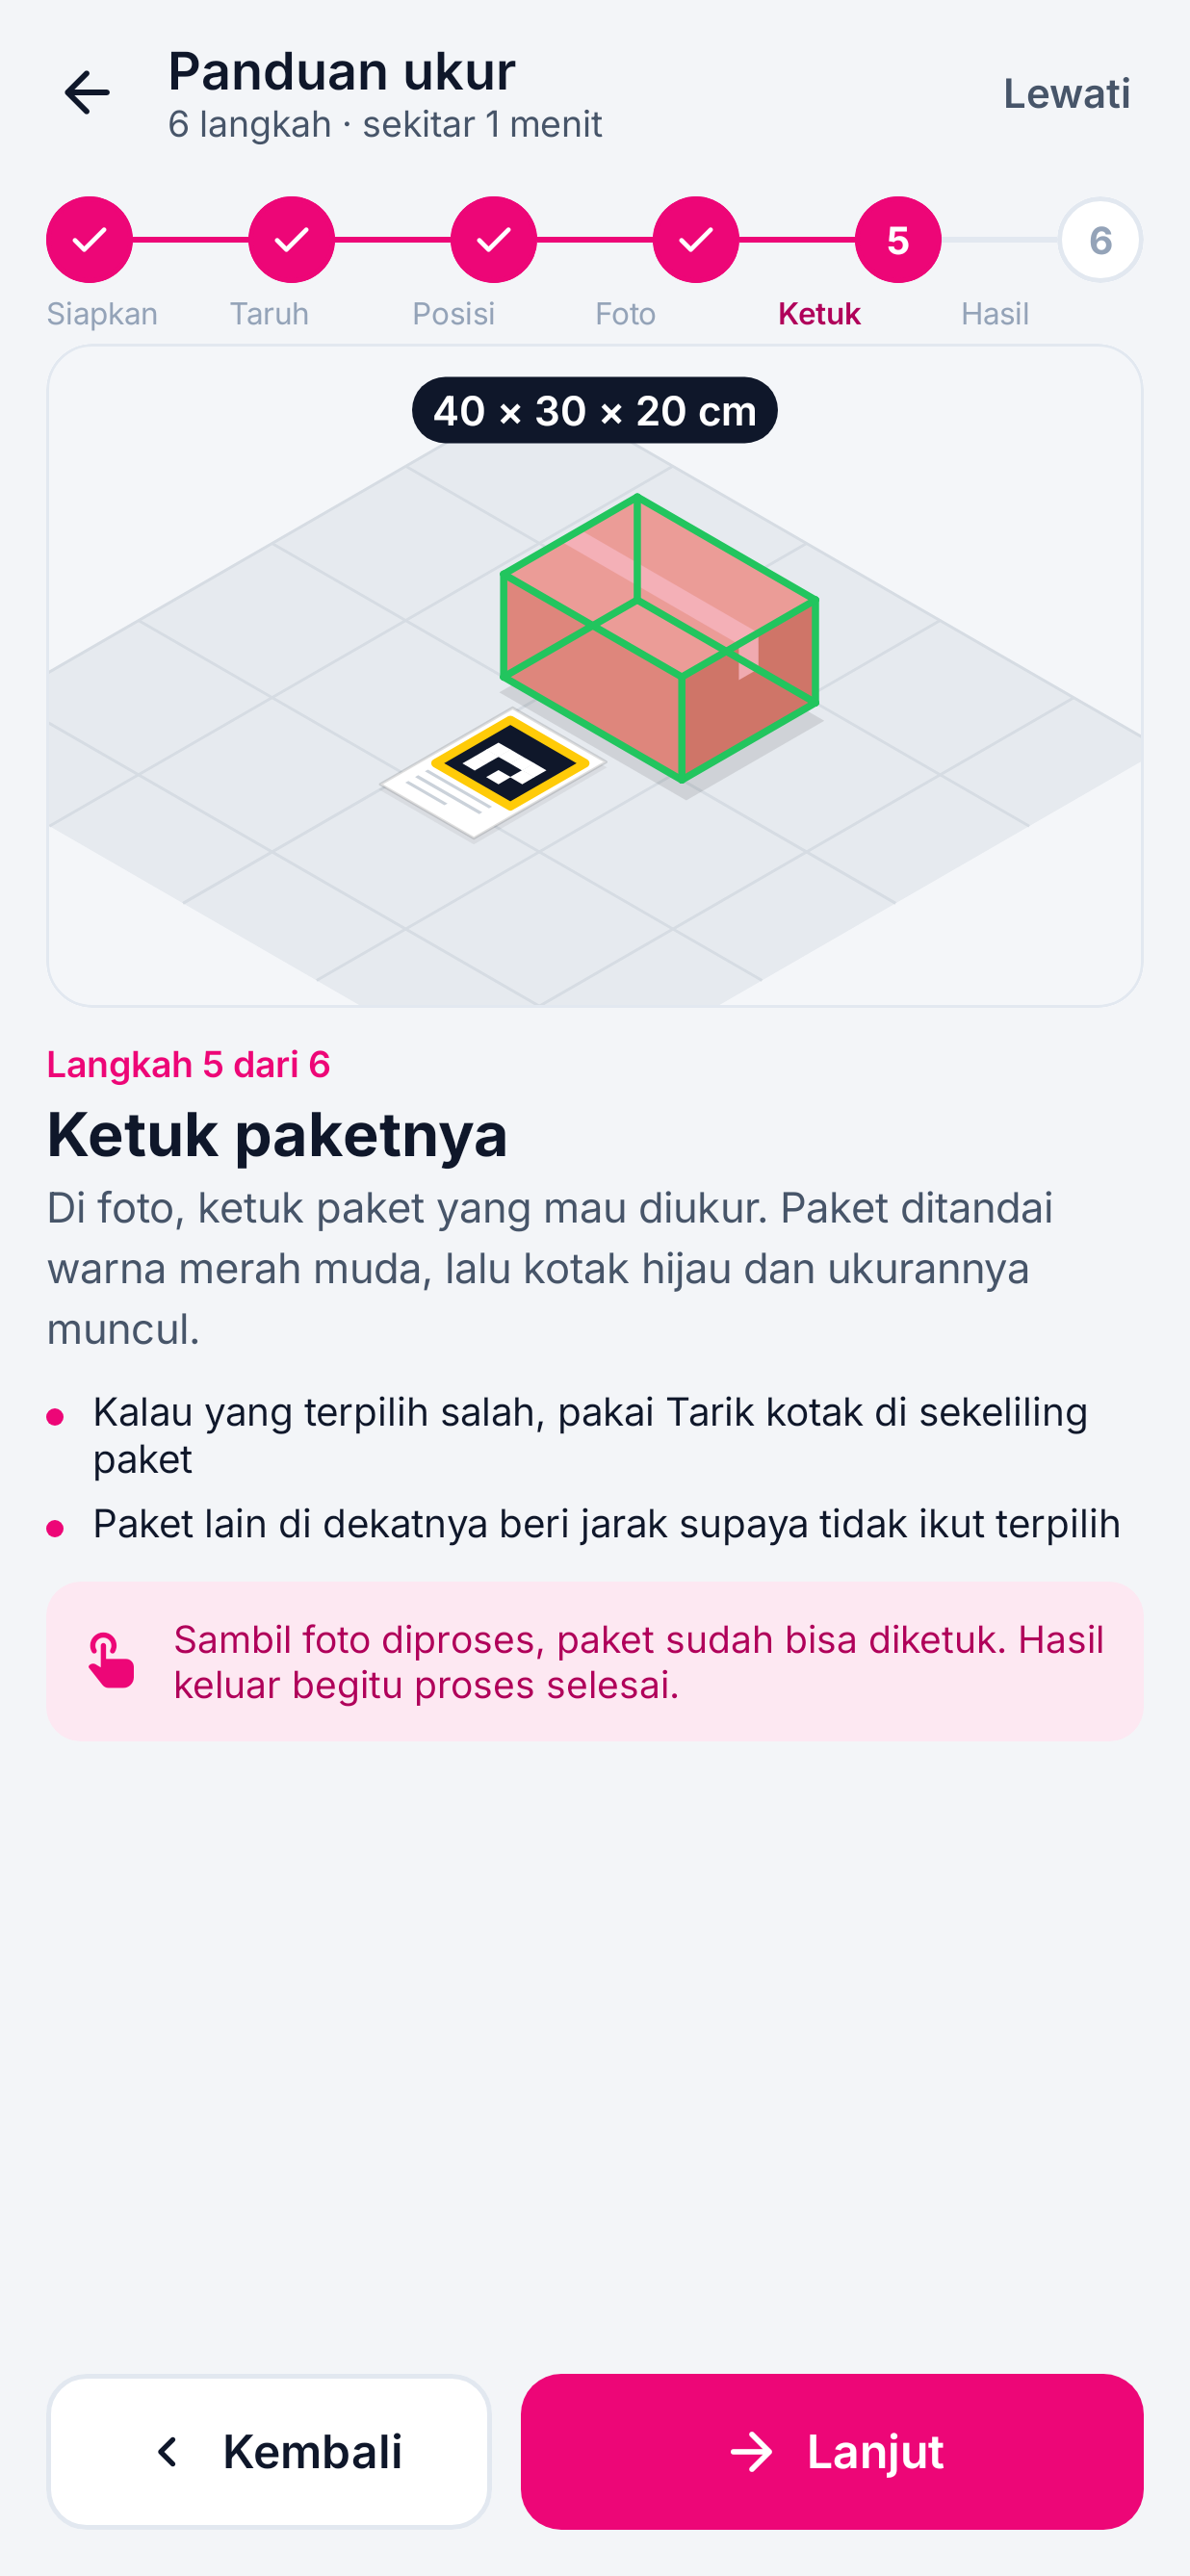 Panduan ukur
6 langkah · sekitar 1 menit
Lewati
5
6
Siapkan
Taruh
Posisi
Foto
Ketuk
Hasil
40 × 30 × 20 cm
Langkah 5 dari 6
Ketuk paketnya
Di foto, ketuk paket yang mau diukur. Paket ditandai
warna merah muda, lalu kotak hijau dan ukurannya
muncul.
Kalau yang terpilih salah, pakai Tarik kotak di sekeliling
paket
Paket lain di dekatnya beri jarak supaya tidak ikut terpilih
Sambil foto diproses, paket sudah bisa diketuk. Hasil
keluar begitu proses selesai.
Kembali
Lanjut